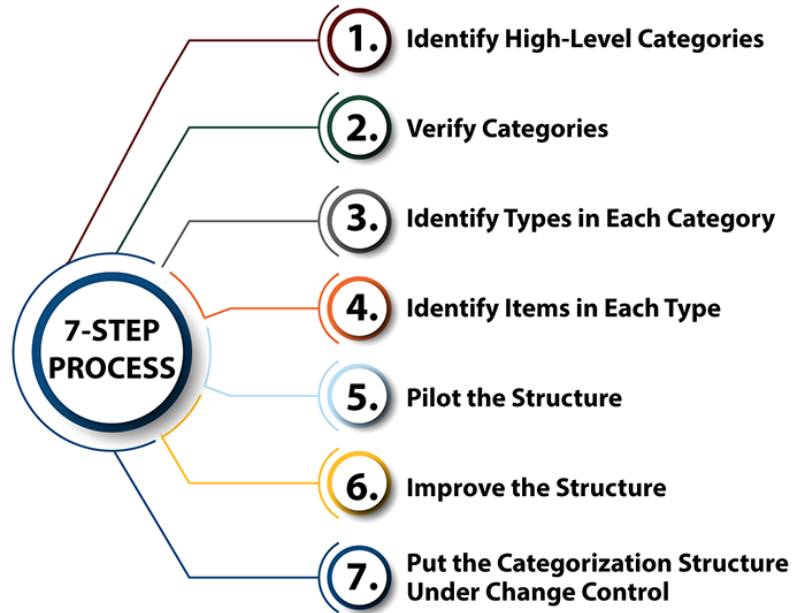 1. Identify High-Level Categories
2. Verify Categories
3. Identify Types in Each Category
4. Identify Items in Each Type
7-STEP
PROCESS
5. Pilot the Structure
6. Improve the Structure
7. Put the Categorization Structure
Under Change Control